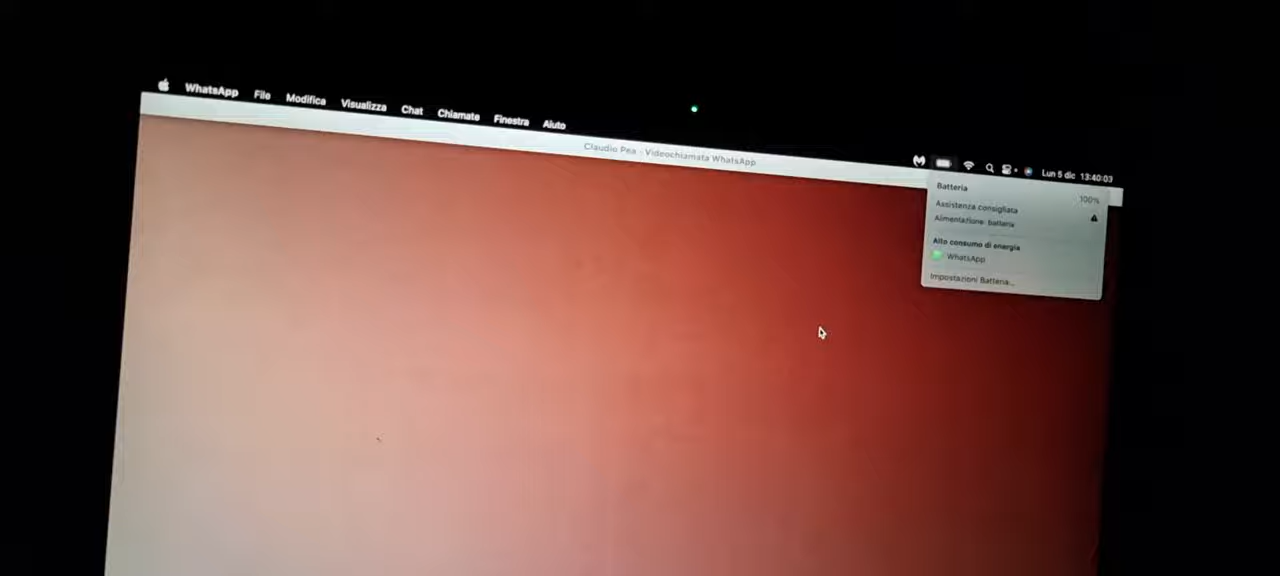 WhatsApp File Modifica Visualizza Chat Chiamate Finestra Aiuto
Lun 5 dic 13:40:03
Claudio Pea - Videochiamata WhatsApp
Batteria 100%
Assistenza consigliata
Alimentazione: batteria
Alto consumo di energia
WhatsApp
Impostazioni Batteria...